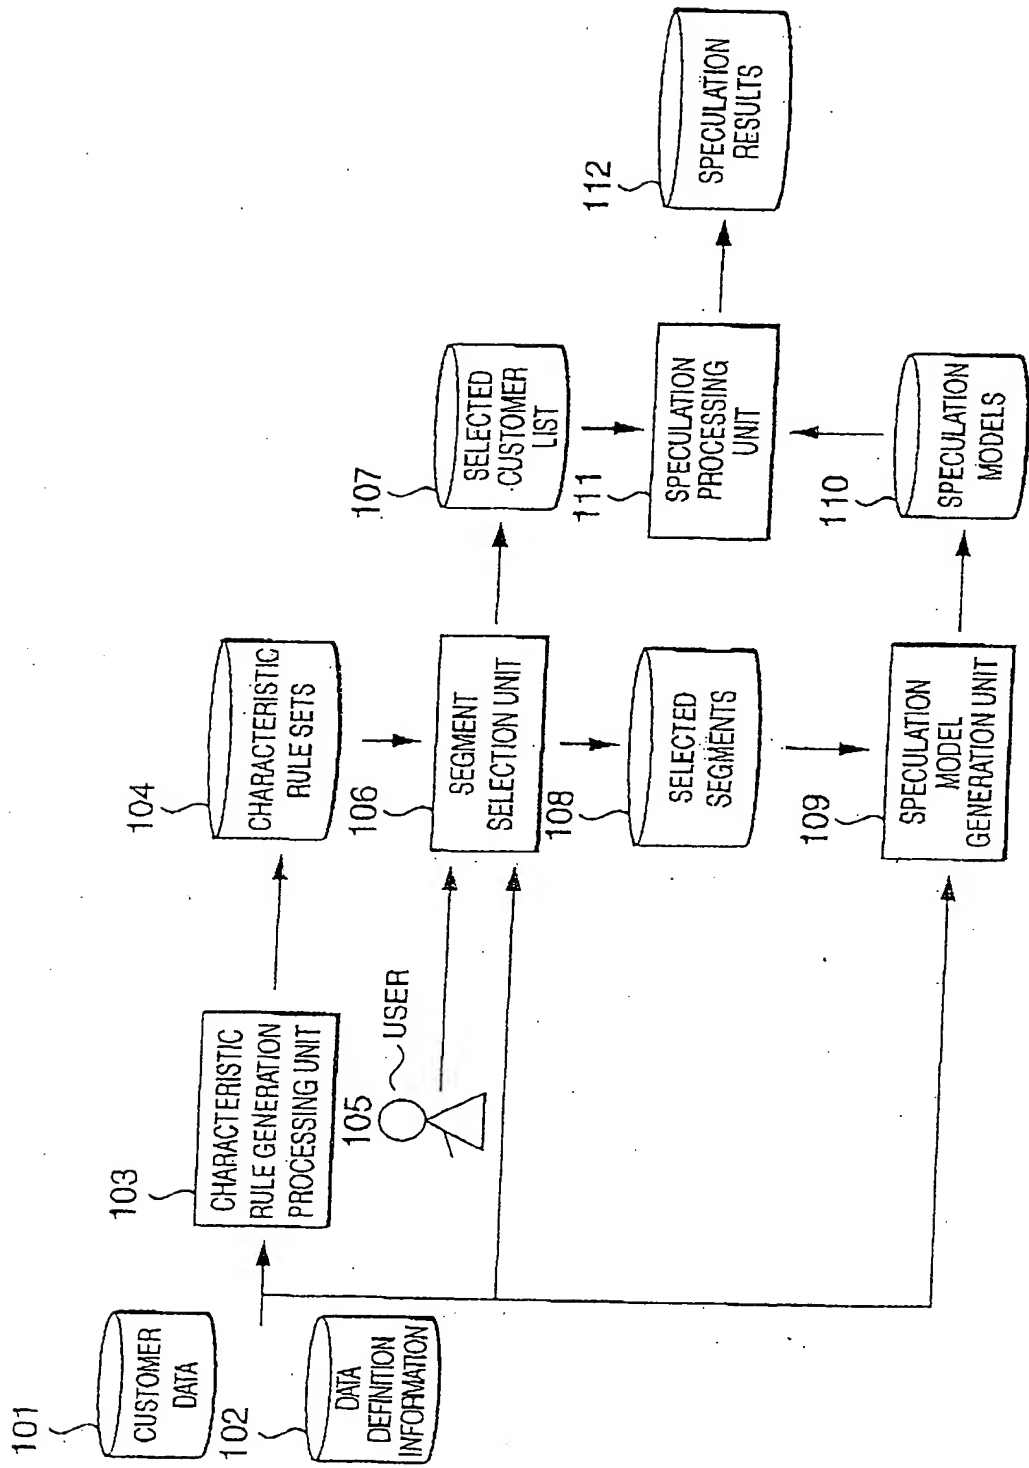 101
CUSTOMER
DATA
102
DATA
DEFINITION
INFORMATION
103
CHARACTERISTIC
RULE GENERATION
PROCESSING UNIT
104
CHARACTERISTIC
RULE SETS
105
USER
106
SEGMENT
SELECTION UNIT
107
SELECTED
CUSTOMER
LIST
108
SELECTED
SEGMENTS
109
SPECULATION
MODEL
GENERATION UNIT
110
SPECULATION
MODELS
111
SPECULATION
PROCESSING
UNIT
112
SPECULATION
RESULTS